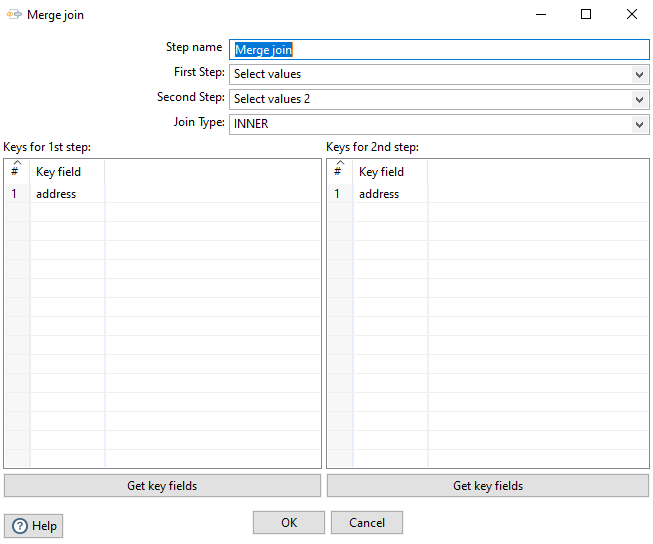 Merge join
Step name Merge join
First Step: Select values
Second Step: Select values 2
Join Type: INNER
Keys for 1st step: Keys for 2nd step:
# Key field # Key field
1 address 1 address
Get key fields Get key fields
Help OK Cancel